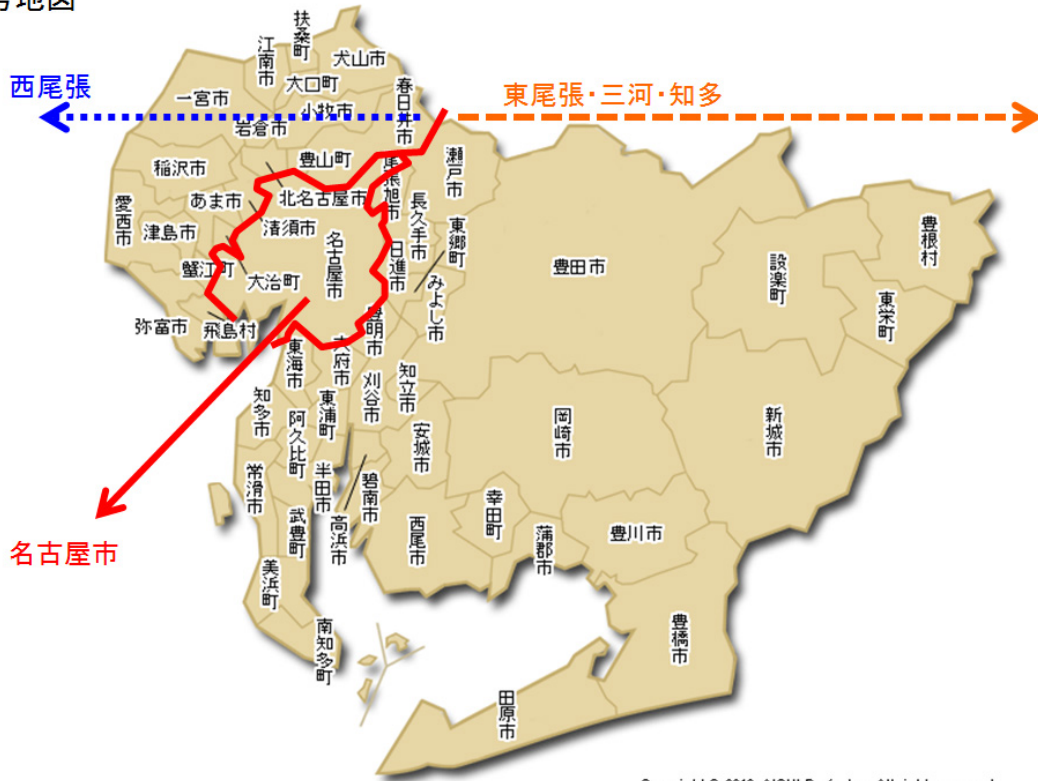 地図
扶桑町
江南市
犬山市
大口町
西尾張
一宮市
小牧市
春日井市
東尾張・三河・知多
岩倉市
豊山町
瀬戸市
稲沢市
尾張旭市
あま市
北名古屋市
長久手市
愛西市
津島市
清須市
名古屋市
日進市
東郷町
豊田市
設楽町
豊根村
蟹江町
大治町
みよし市
東栄町
弥富市
飛島村
豊明市
東海市
大府市
刈谷市
知立市
知多市
阿久比町
東浦町
安城市
岡崎市
新城市
常滑市
半田市
碧南市
武豊町
高浜市
西尾市
幸田町
蒲郡市
豊川市
名古屋市
美浜町
南知多町
豊橋市
田原市